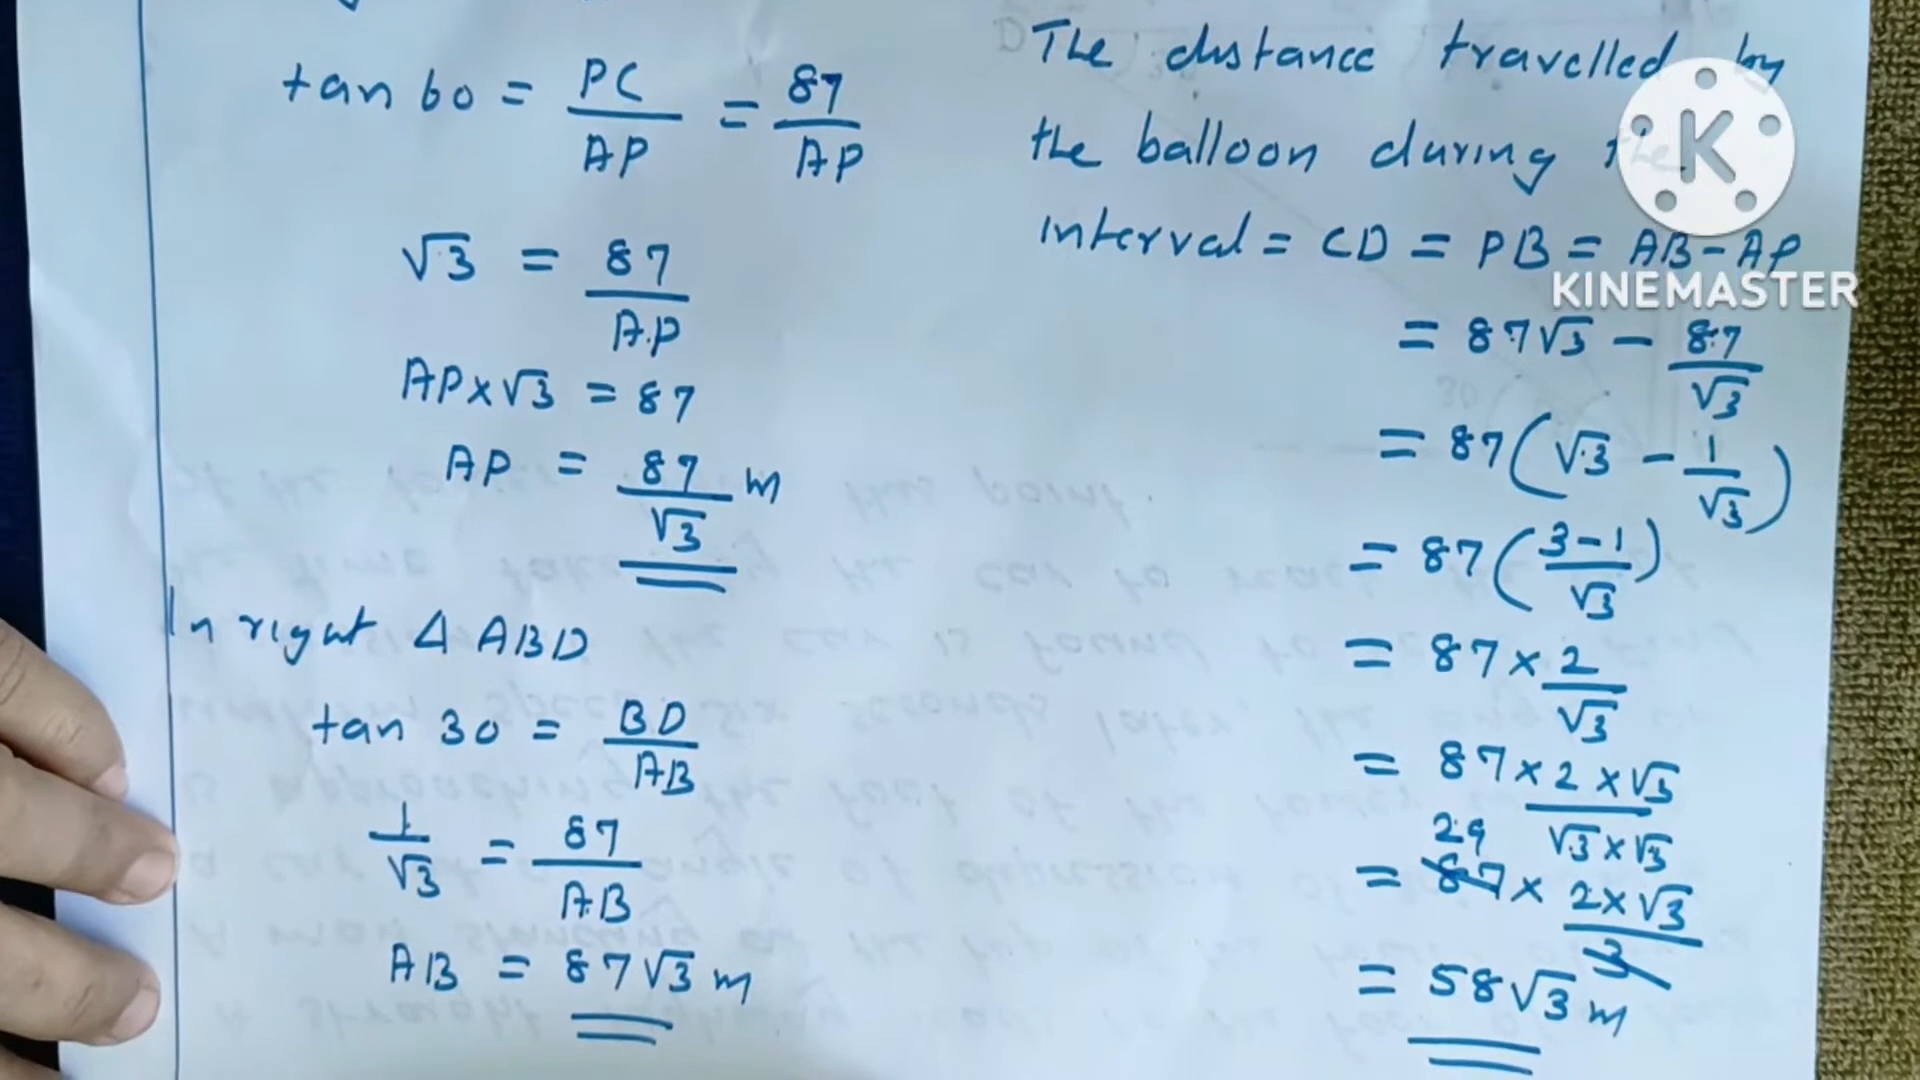 tan 60 = PC/AP = 87/AP
√3 = 87/AP
AP×√3 = 87
AP = 87/√3 m
In right Δ ABD
tan 30 = BD/AB
1/√3 = 87/AB
AB = 87√3 m
The distance travelled by
the balloon during the
interval = CD = PB = AB-AP
= 87√3 - 87/√3
= 87(√3 - 1/√3)
= 87(3-1/√3)
= 87×2/√3
= 87×2×√3/√3×√3
29
= 87×2×√3/3
= 58√3 m
K
KINEMASTER